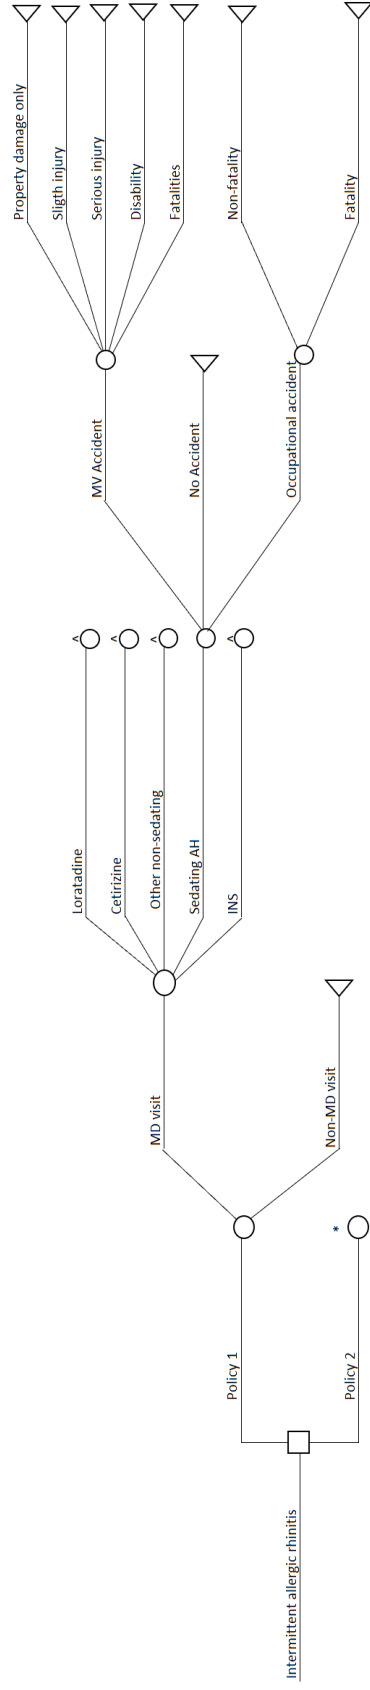 Intermittent allergic rhinitis
Policy 1
Policy 2
*
MD visit
Non-MD visit
Loratadine
Cetirizine
Other non-sedating
Sedating AH
INS
^
^
^
^
MV Accident
No Accident
Occupational accident
Property damage only
Sligth injury
Serious injury
Disability
Fatalities
Non-fatality
Fatality